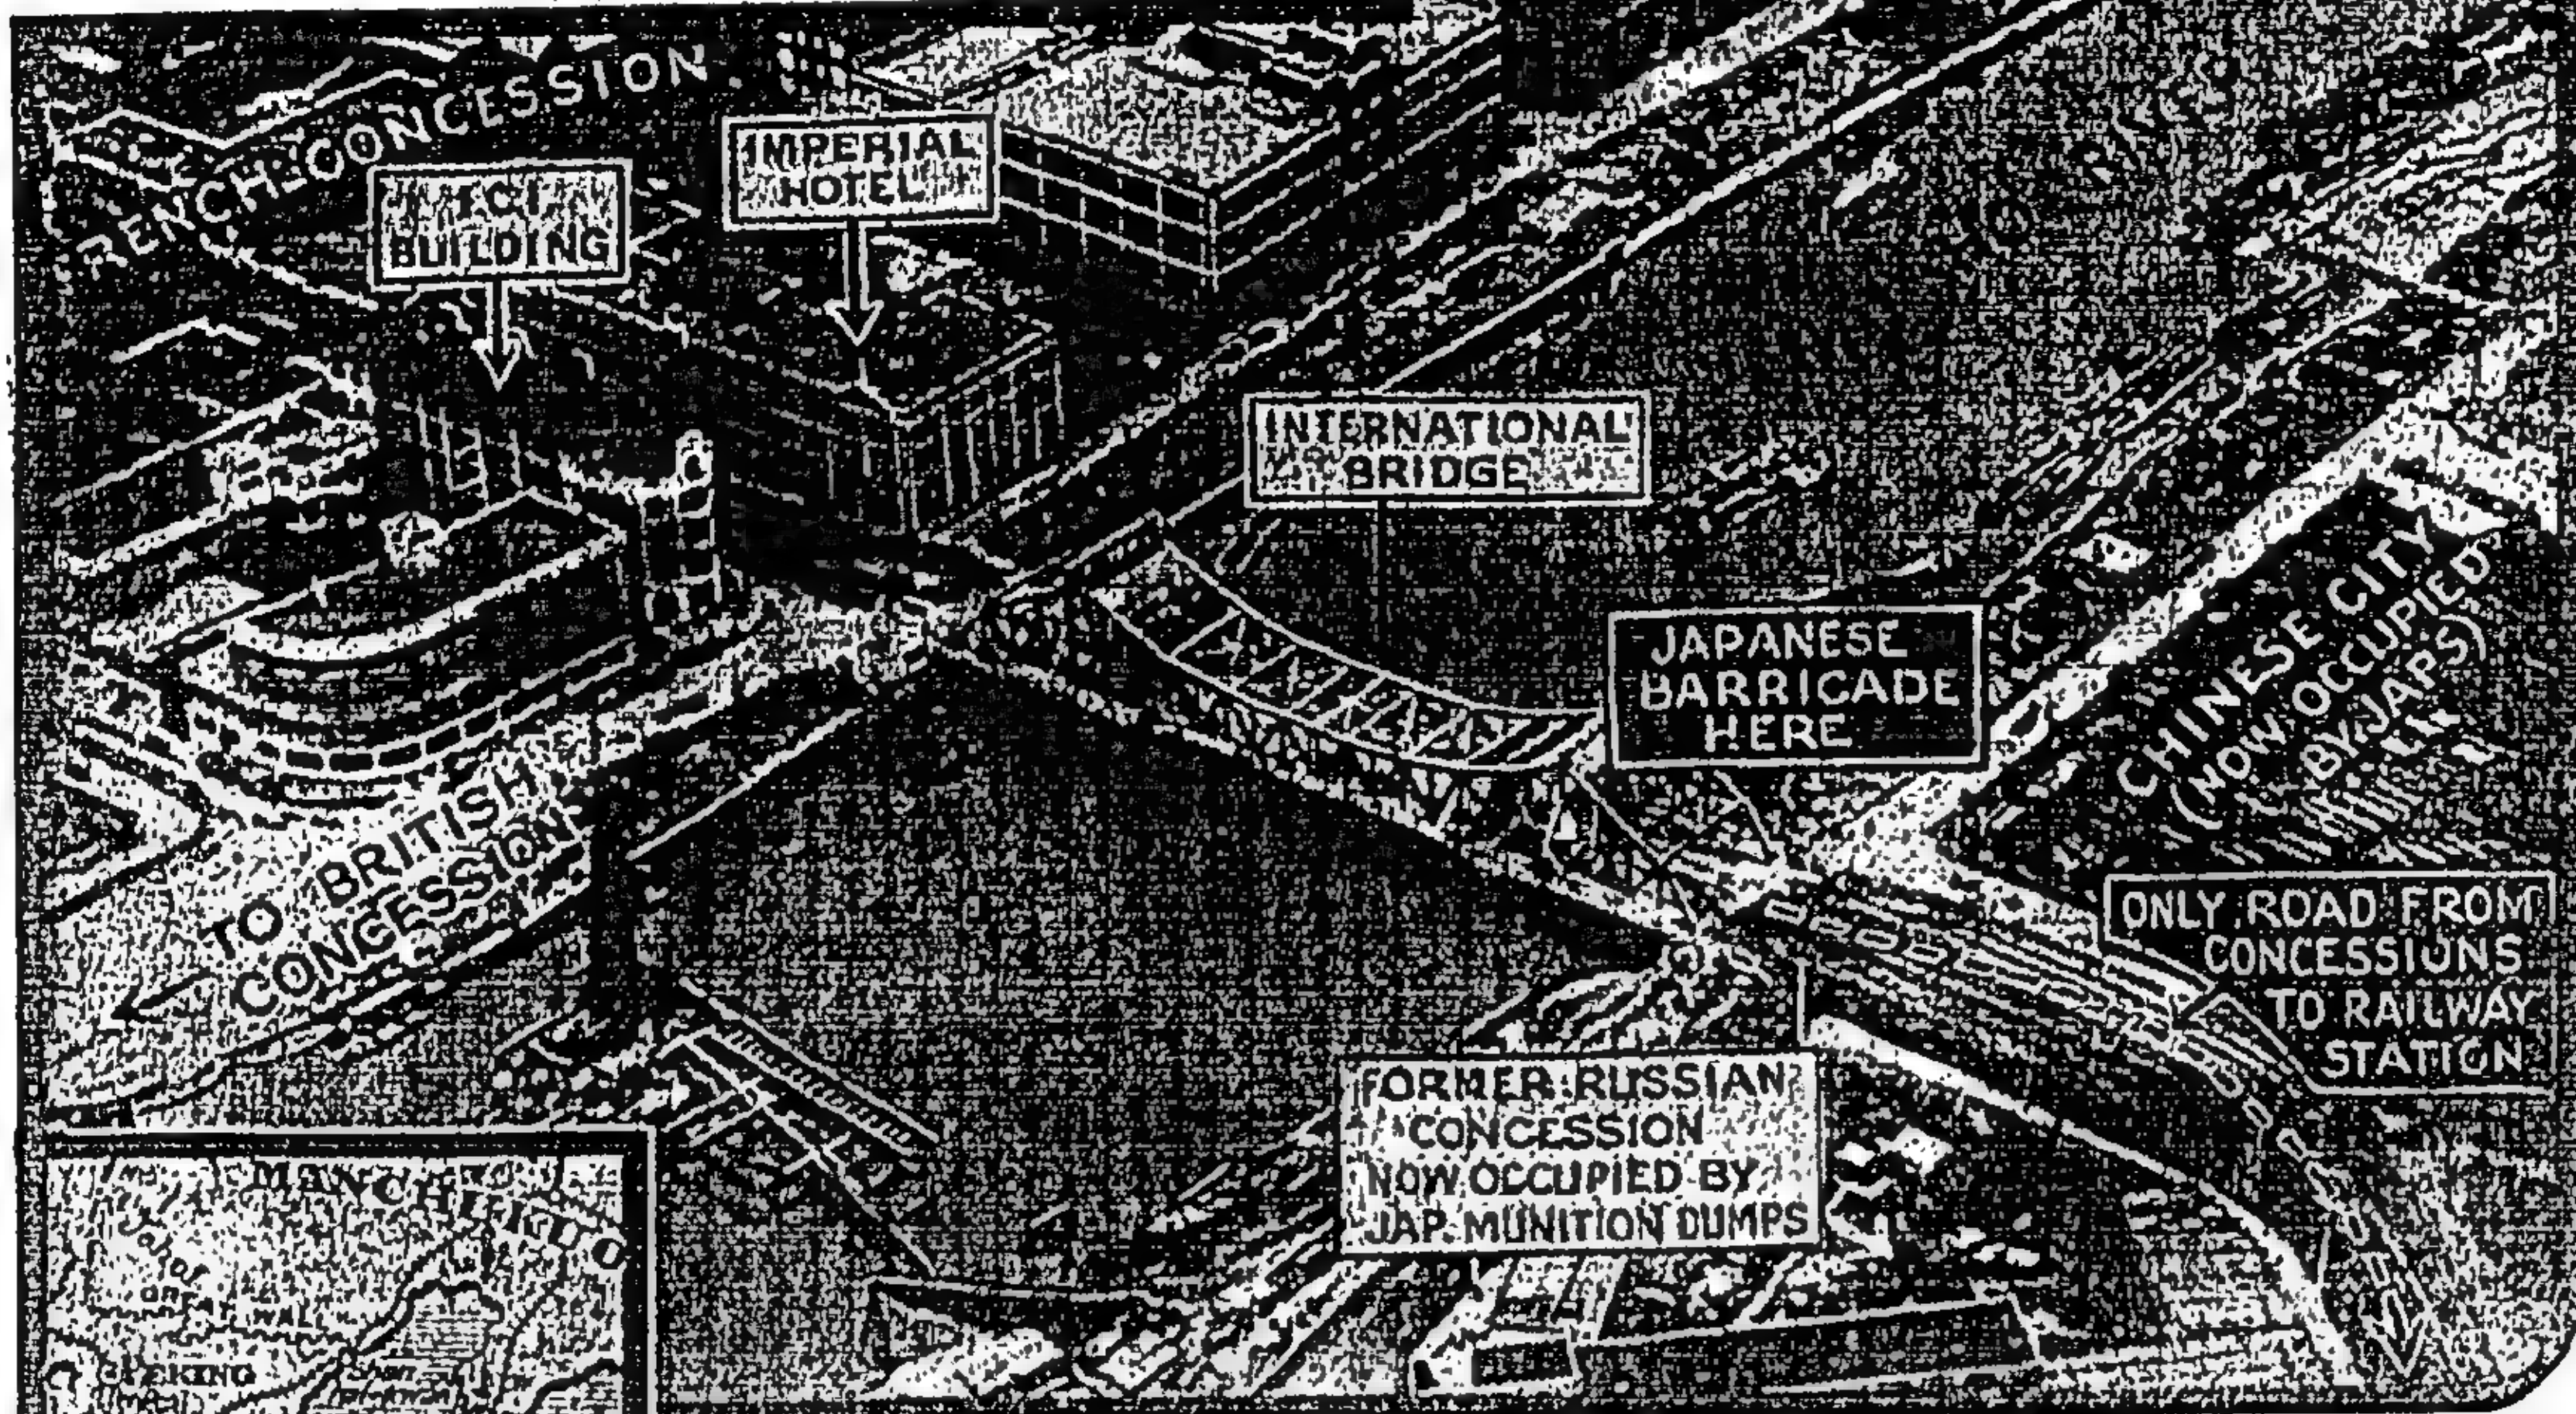 FRENCH CONCESSION
I.C.I.
BUILDING
IMPERIAL
HOTEL
INTERNATIONAL
BRIDGE
JAPANESE
BARRICADE
HERE
CHINESE CITY
(NOW OCCUPIED
BY JAPS)
TO BRITISH
CONCESSION
ONLY ROAD FROM
CONCESSIONS
TO RAILWAY
STATION
FORMER RUSSIAN
CONCESSION
NOW OCCUPIED BY
JAP. MUNITION DUMPS
MANCHUKUO
Jehol
GREAT WALL
PEKING